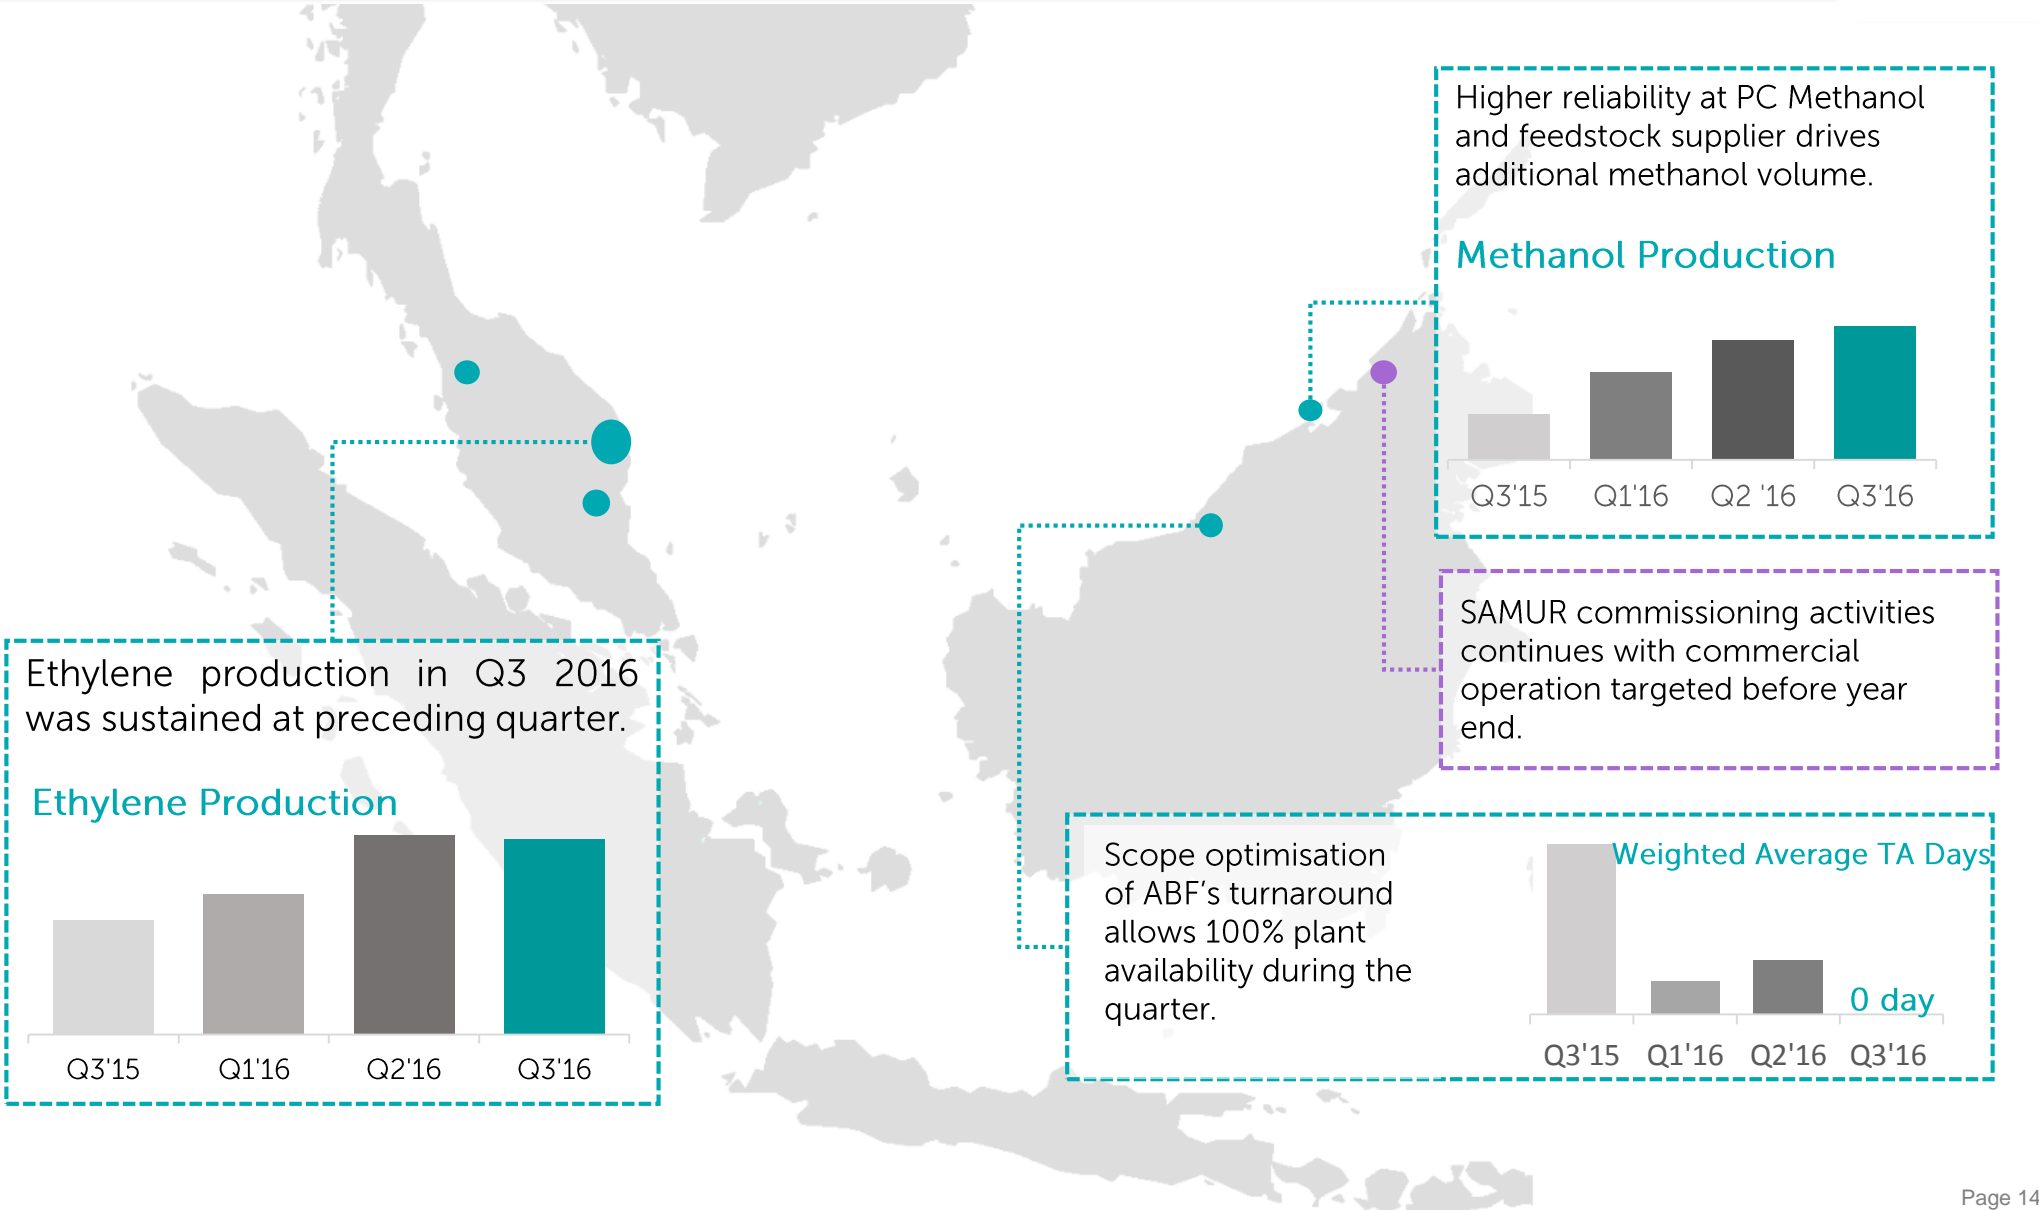 Higher reliability at PC Methanol
and feedstock supplier drives
additional methanol volume.
Methanol Production
Q3'15 Q1'16 Q2 '16 Q3'16
SAMUR commissioning activities
continues with commercial
operation targeted before year
end.
Ethylene production in Q3 2016
was sustained at preceding quarter.
Ethylene Production
Q3'15 Q1'16 Q2'16 Q3'16
Scope optimisation
of ABF’s turnaround
allows 100% plant
availability during the
quarter.
Weighted Average TA Days
0 day
Q3'15 Q1'16 Q2'16 Q3'16
Page 14